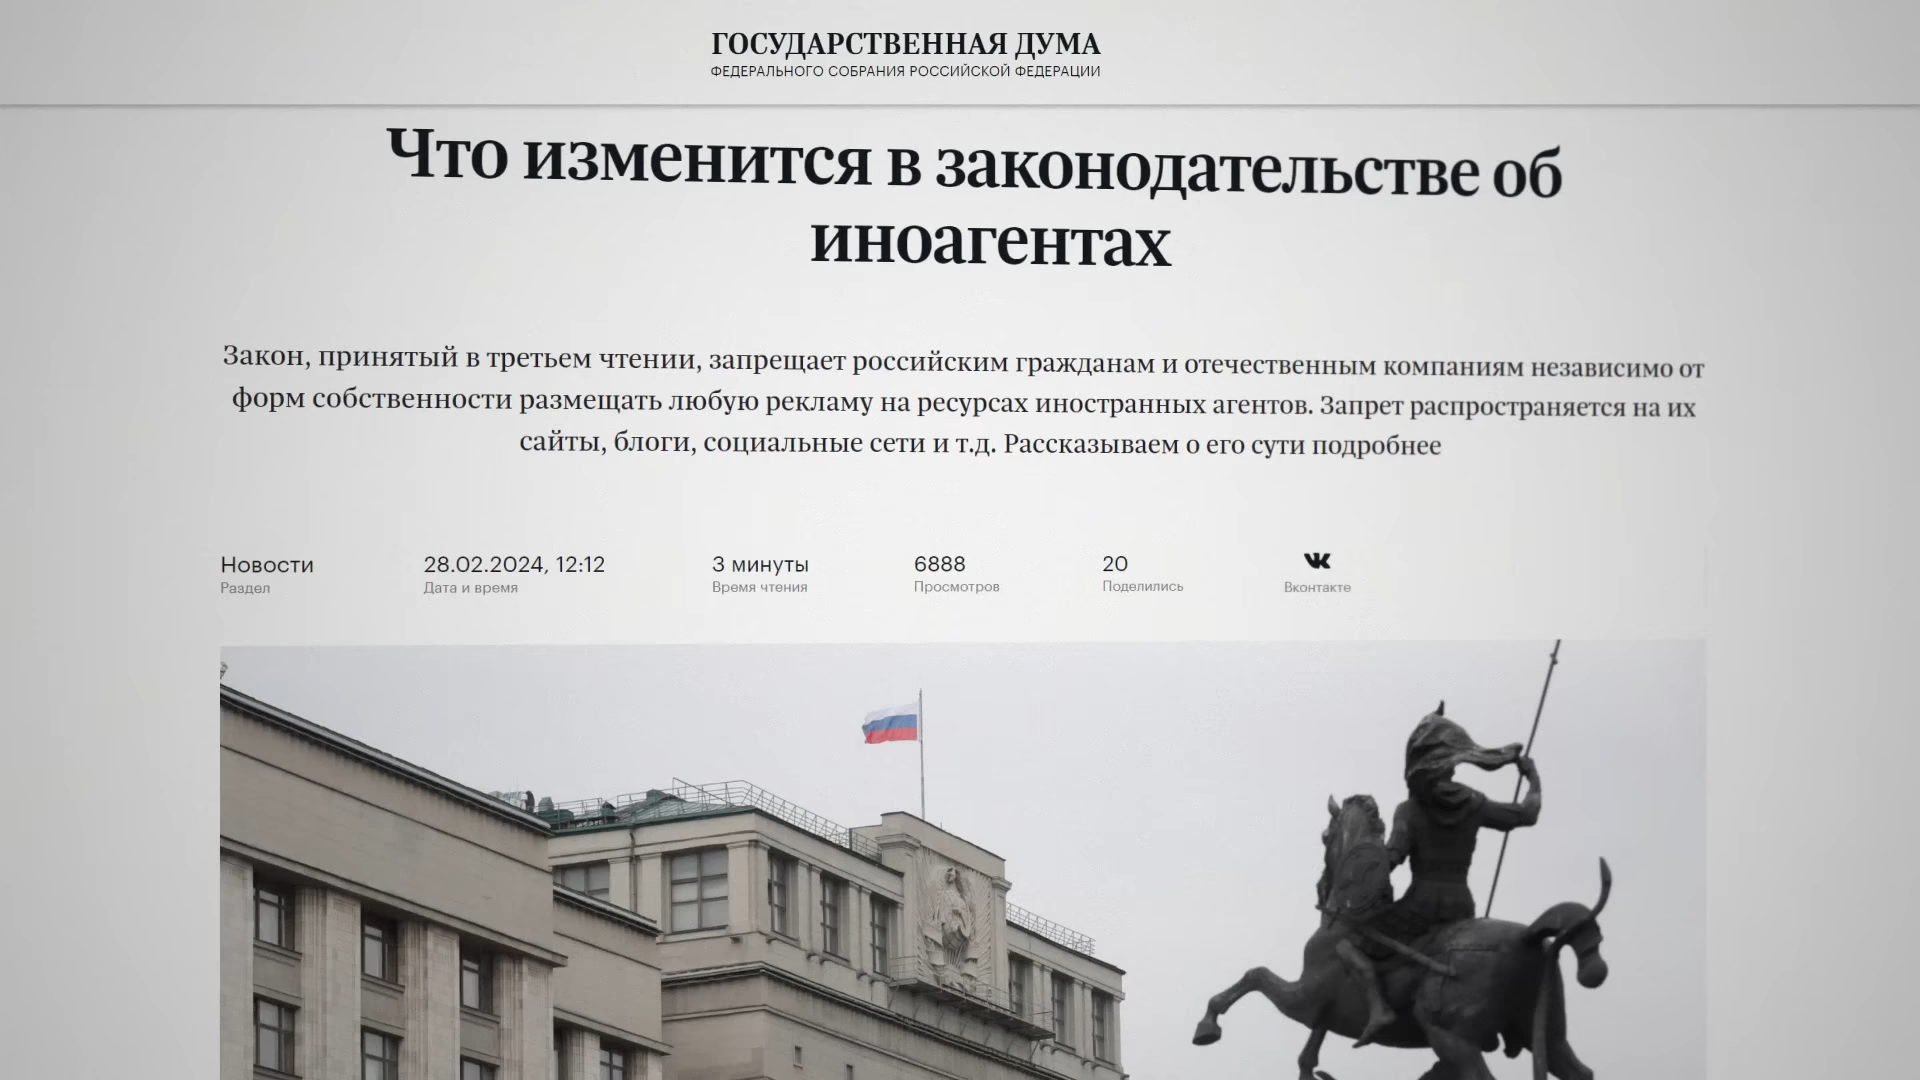 ГОСУДАРСТВЕННАЯ ДУМА
ФЕДЕРАЛЬНОГО СОБРАНИЯ РОССИЙСКОЙ ФЕДЕРАЦИИ
Что изменится в законодательстве об
иноагентах
Закон, принятый в третьем чтении, запрещает российским гражданам и отечественным компаниям независимо от
форм собственности размещать любую рекламу на ресурсах иностранных агентов. Запрет распространяется на их
сайты, блоги, социальные сети и т.д. Рассказываем о его сути подробнее
Новости 28.02.2024, 12:12 3 минуты 6888 20
Раздел Дата и время Время чтения Просмотров Поделились Вконтакте